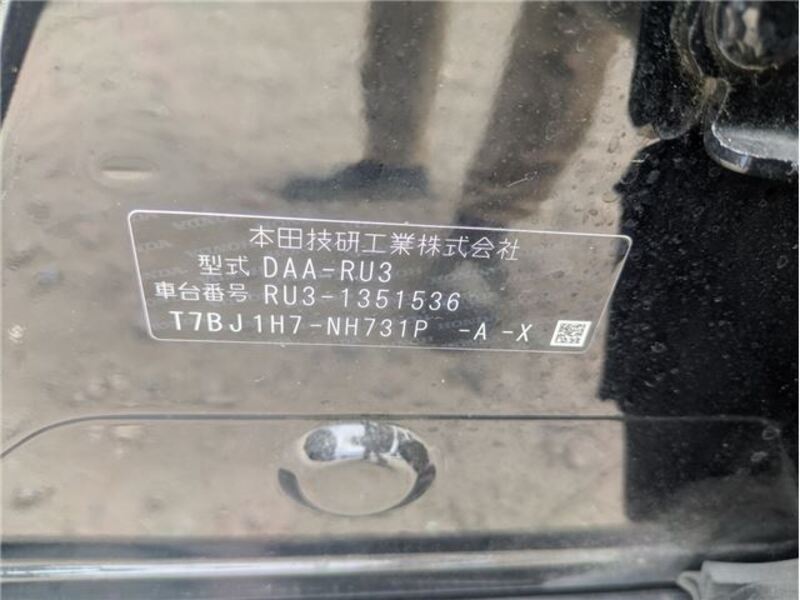 本田技研工業株式会社
型式 DAA-RU3
車台番号 RU3-1351536
T7BJ1H7-NH731P -A -X